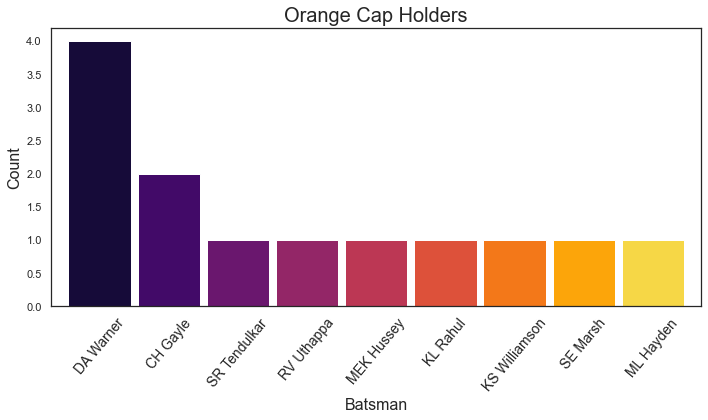 Orange Cap Holders
Count
4.0
3.5
3.0
2.5
2.0
1.5
1.0
0.5
0.0
DA Warner
CH Gayle
SR Tendulkar
RV Uthappa
MEK Hussey
KL Rahul
KS Williamson
SE Marsh
ML Hayden
Batsman